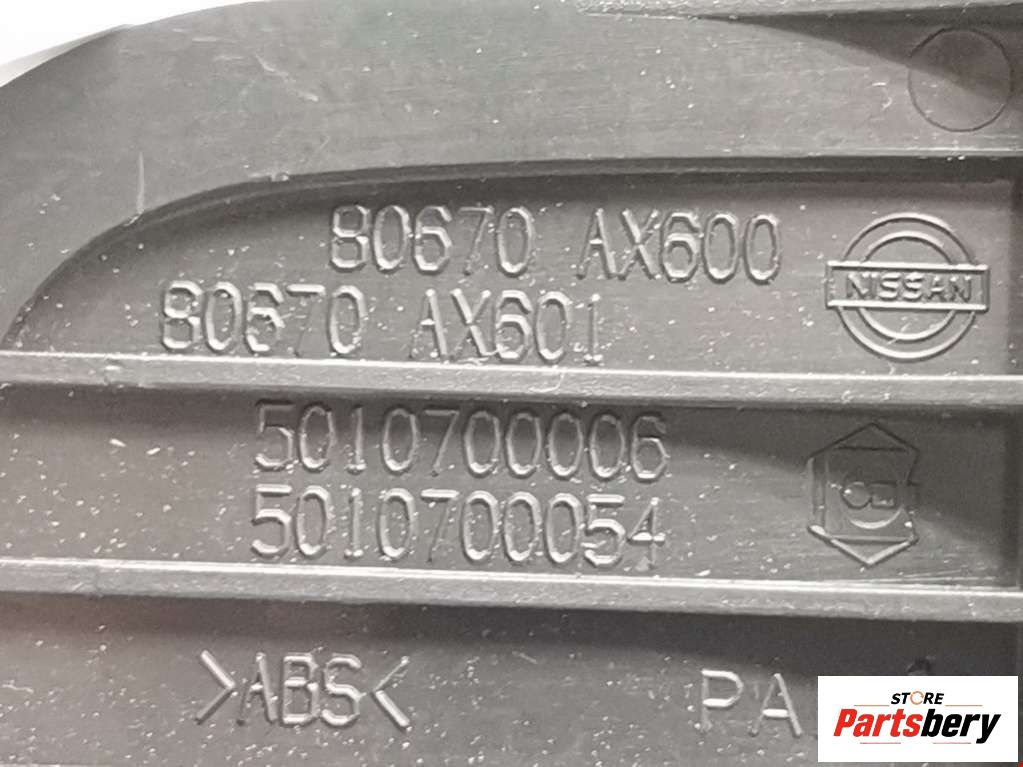 80670 AX600
80670 AX601
NISSAN
5010700006
5010700054
>ABS<
PA
STORE
Partsbery